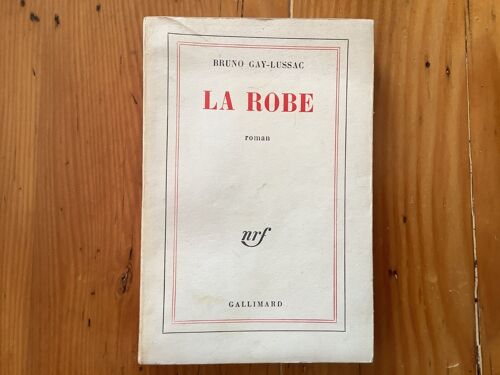 BRUNO GAY-LUSSAC
LA ROBE
roman
nrf
GALLIMARD